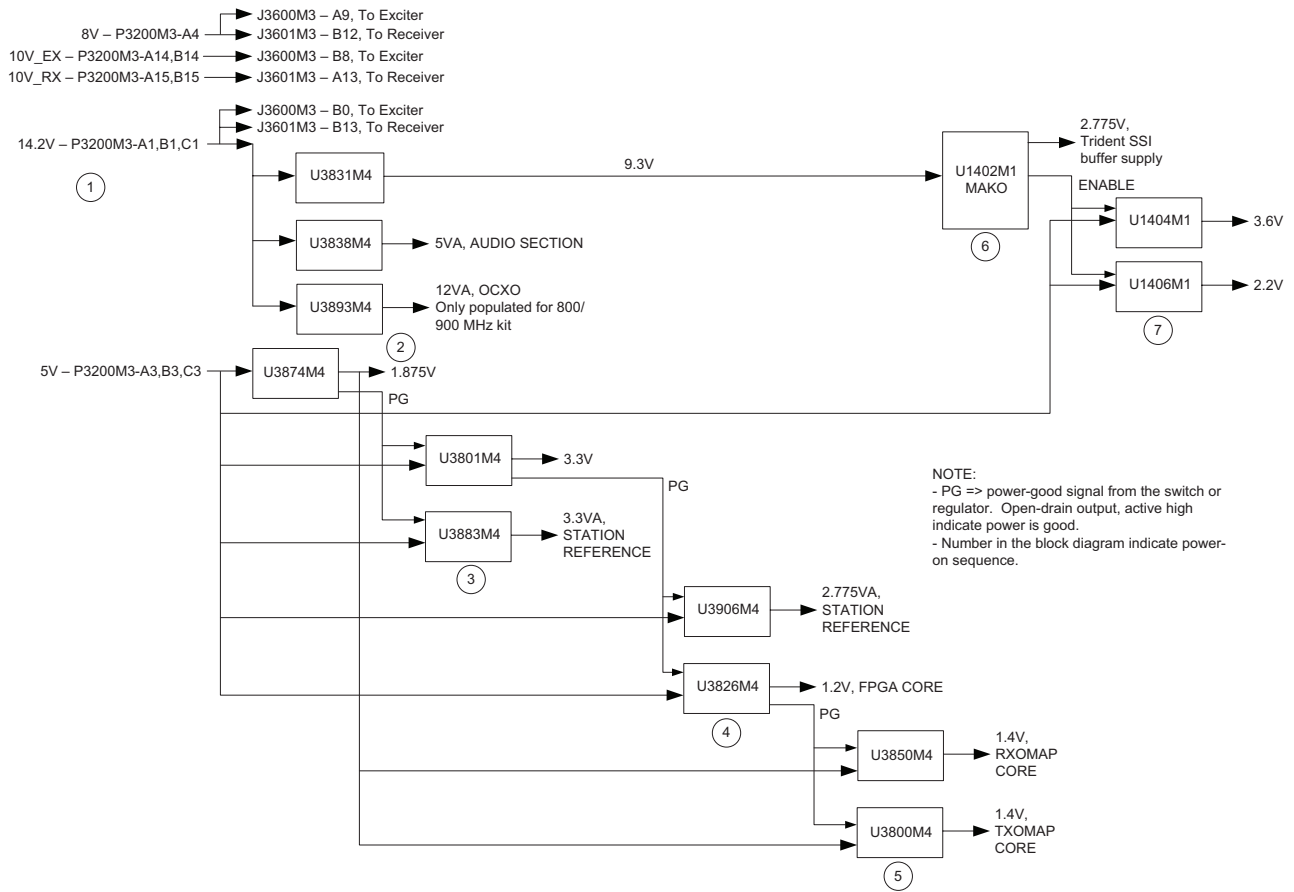 8V – P3200M3-A4
J3600M3 – A9, To Exciter
J3601M3 – B12, To Receiver
10V_EX – P3200M3-A14,B14
J3600M3 – B8, To Exciter
10V_RX – P3200M3-A15,B15
J3601M3 – A13, To Receiver
J3600M3 – B0, To Exciter
J3601M3 – B13, To Receiver
14.2V – P3200M3-A1,B1,C1
1
U3831M4
9.3V
U1402M1
MAKO
6
2.775V,
Trident SSI
buffer supply
ENABLE
U1404M1
3.6V
U1406M1
2.2V
7
U3838M4
5VA, AUDIO SECTION
U3893M4
12VA, OCXO
Only populated for 800/
900 MHz kit
2
5V – P3200M3-A3,B3,C3
U3874M4
1.875V
PG
U3801M4
3.3V
PG
U3883M4
3.3VA,
STATION
REFERENCE
3
NOTE:
- PG => power-good signal from the switch or
regulator. Open-drain output, active high
indicate power is good.
- Number in the block diagram indicate power-
on sequence.
U3906M4
2.775VA,
STATION
REFERENCE
U3826M4
1.2V, FPGA CORE
PG
4
U3850M4
1.4V,
RXOMAP
CORE
U3800M4
1.4V,
TXOMAP
CORE
5